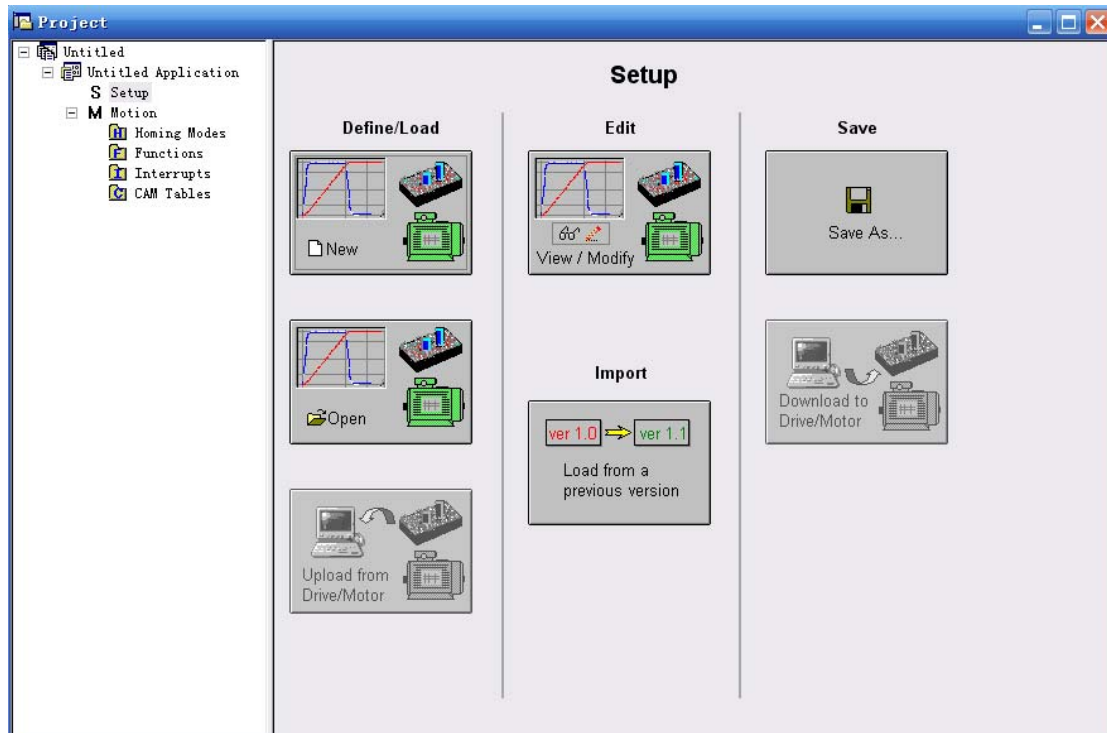 Project
Untitled
Untitled Application
S Setup
M Motion
H Homing Modes
F Functions
I Interrupts
C CAM Tables
Setup
Define/Load
New
Open
Upload from
Drive/Motor
Edit
View / Modify
Import
ver 1.0 ver 1.1
Load from a
previous version
Save
Save As...
Download to
Drive/Motor